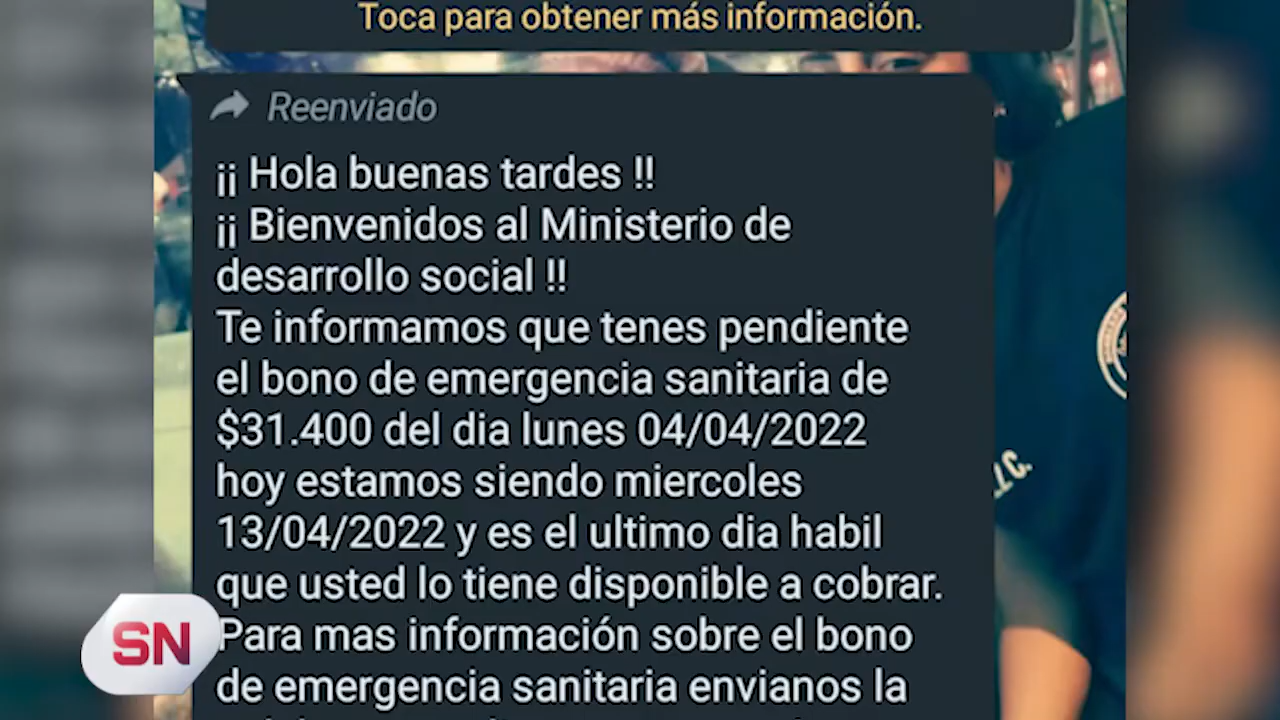 Toca para obtener más información.
Reenviado
¡¡ Hola buenas tardes !!
¡¡ Bienvenidos al Ministerio de
desarrollo social !!
Te informamos que tenes pendiente
el bono de emergencia sanitaria de
$31.400 del dia lunes 04/04/2022
hoy estamos siendo miercoles
13/04/2022 y es el ultimo dia habil
que usted lo tiene disponible a cobrar.
Para mas información sobre el bono
de emergencia sanitaria envianos la
SN